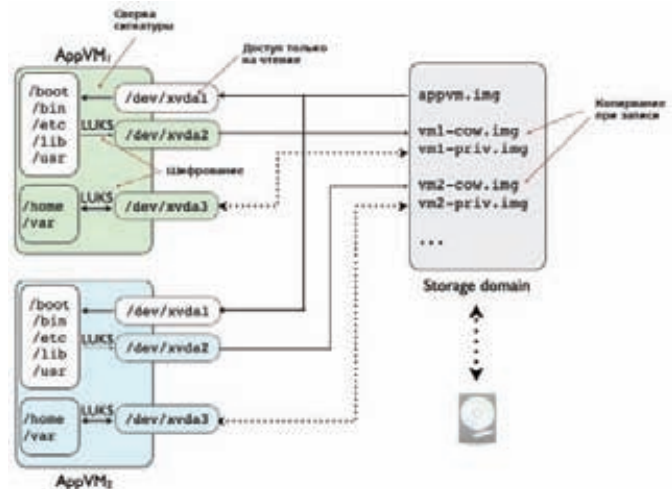 Сверка
сигнатуры
AppVM₁
Доступ только
на чтение
/boot
/bin
/etc
/lib
/usr
LUKS
/dev/xvda1
/dev/xvda2
Шифрование
/home
/var
LUKS
/dev/xvda3
appvm.img
vm1-cow.img
vm1-priv.img
vm2-cow.img
vm2-priv.img
...
Storage domain
Копирование
при записи
/boot
/bin
/etc
/lib
/usr
LUKS
/dev/xvda1
/dev/xvda2
/home
/var
LUKS
/dev/xvda3
AppVM₂